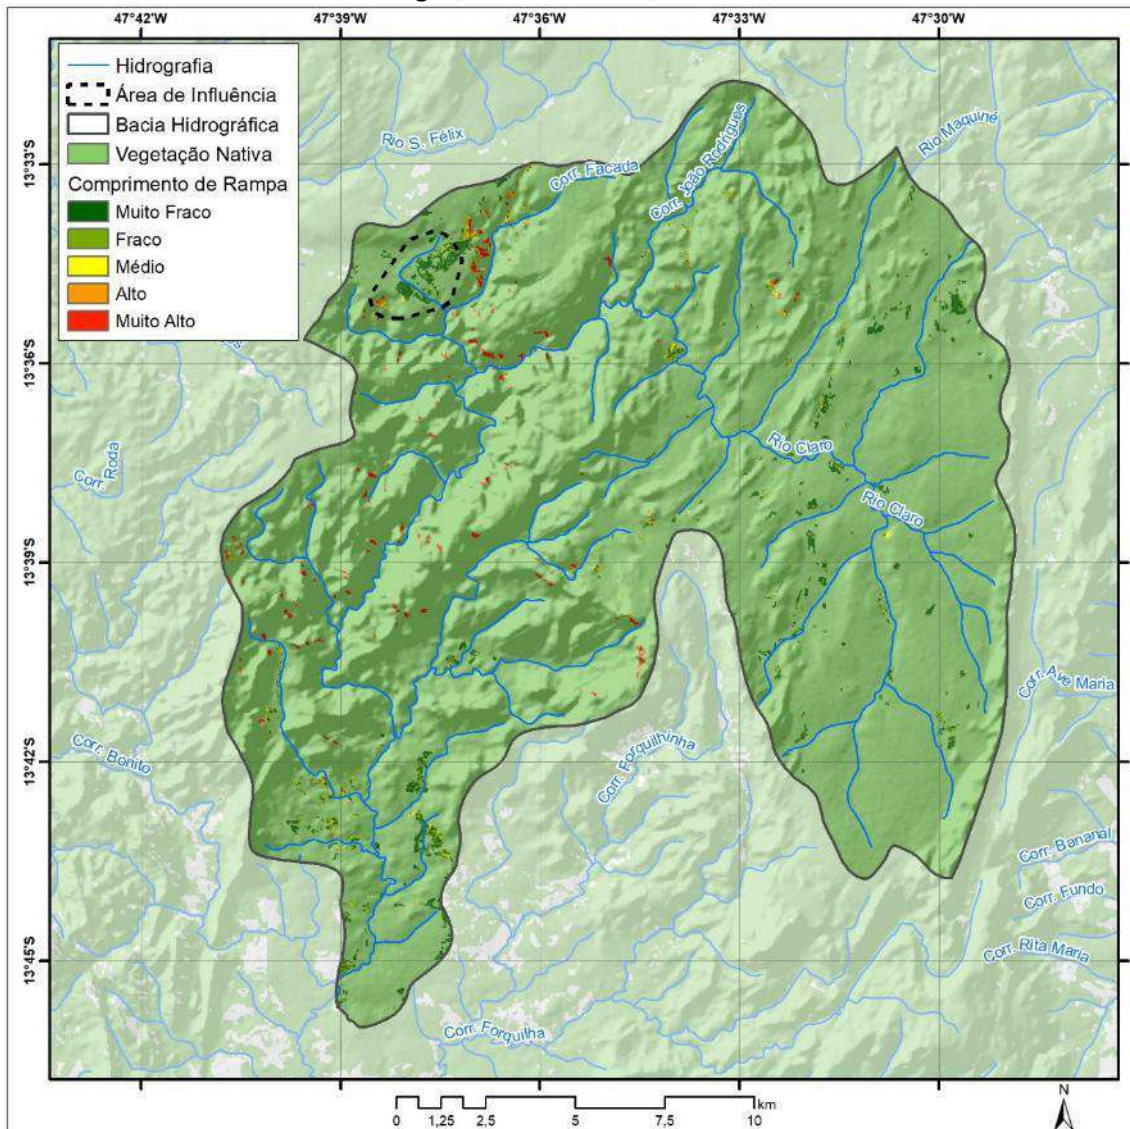 47°42'W 47°39'W 47°36'W 47°33'W 47°30'W
Hidrografia
Área de Influência
Bacia Hidrográfica
Vegetação Nativa
Comprimento de Rampa
Muito Fraco
Fraco
Médio
Alto
Muito Alto
Rio S. Félix
Rio Maquiné
Corr. Facada
Corr. João Rodrigues
13°33'S
13°36'S
Rio Claro
Corr. Roda
Rio Claro
13°39'S
Corr. Ave Maria
13°42'S
Corr. Bonito
Corr. Forquilhinha
Corr. Bananal
Corr. Fundo
13°45'S
Corr. Rita Maria
Corr. Forquilha
N
km
0 1,25 2,5 5 7,5 10